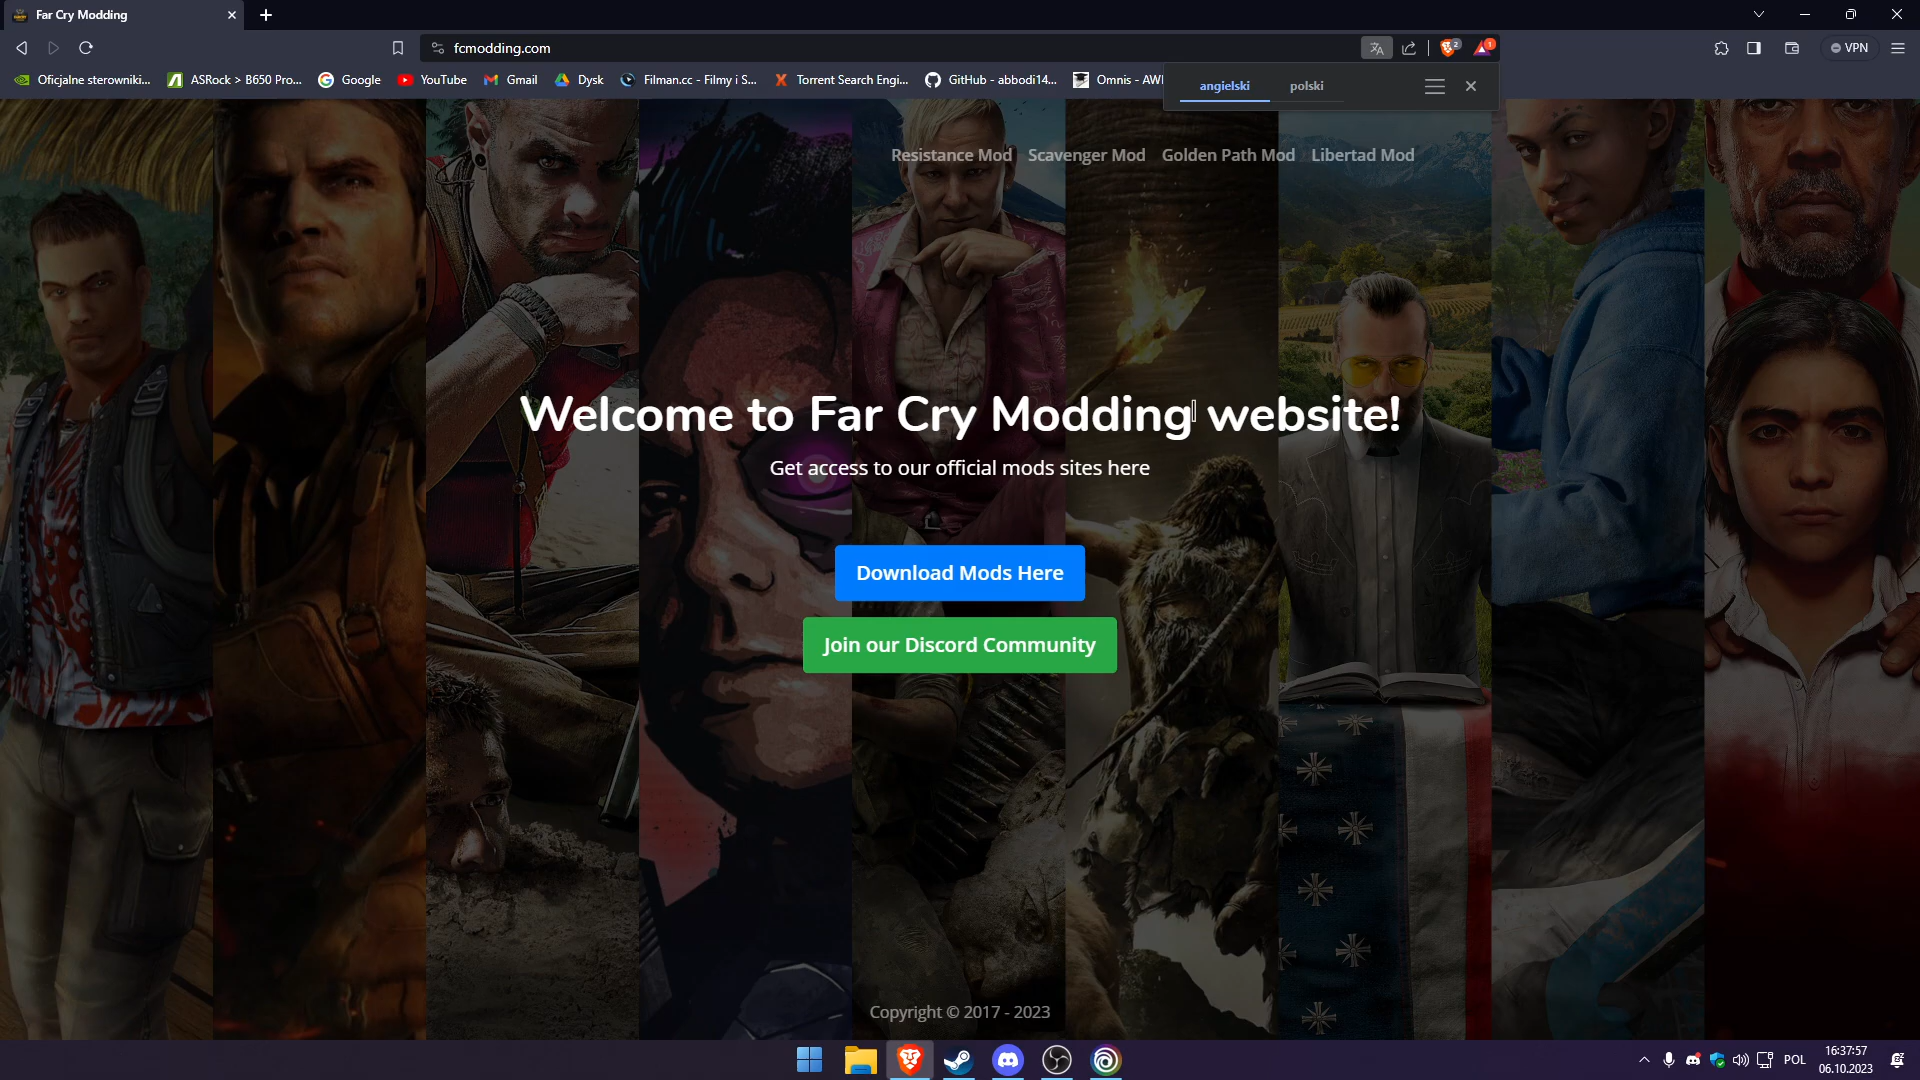 Far Cry Modding
fcmodding.com
2
1
VPN
Oficjalne sterowniki...
ASRock > B650 Pro...
Google
YouTube
Gmail
Dysk
Filman.cc - Filmy i S...
Torrent Search Engi...
GitHub - abbodi14...
Omnis - AWI
angielski
polski
Resistance Mod
Scavenger Mod
Golden Path Mod
Libertad Mod
Welcome to Far Cry Modding website!
Get access to our official mods sites here
Download Mods Here
Join our Discord Community
Copyright © 2017 - 2023
POL
16:37:57
06.10.2023